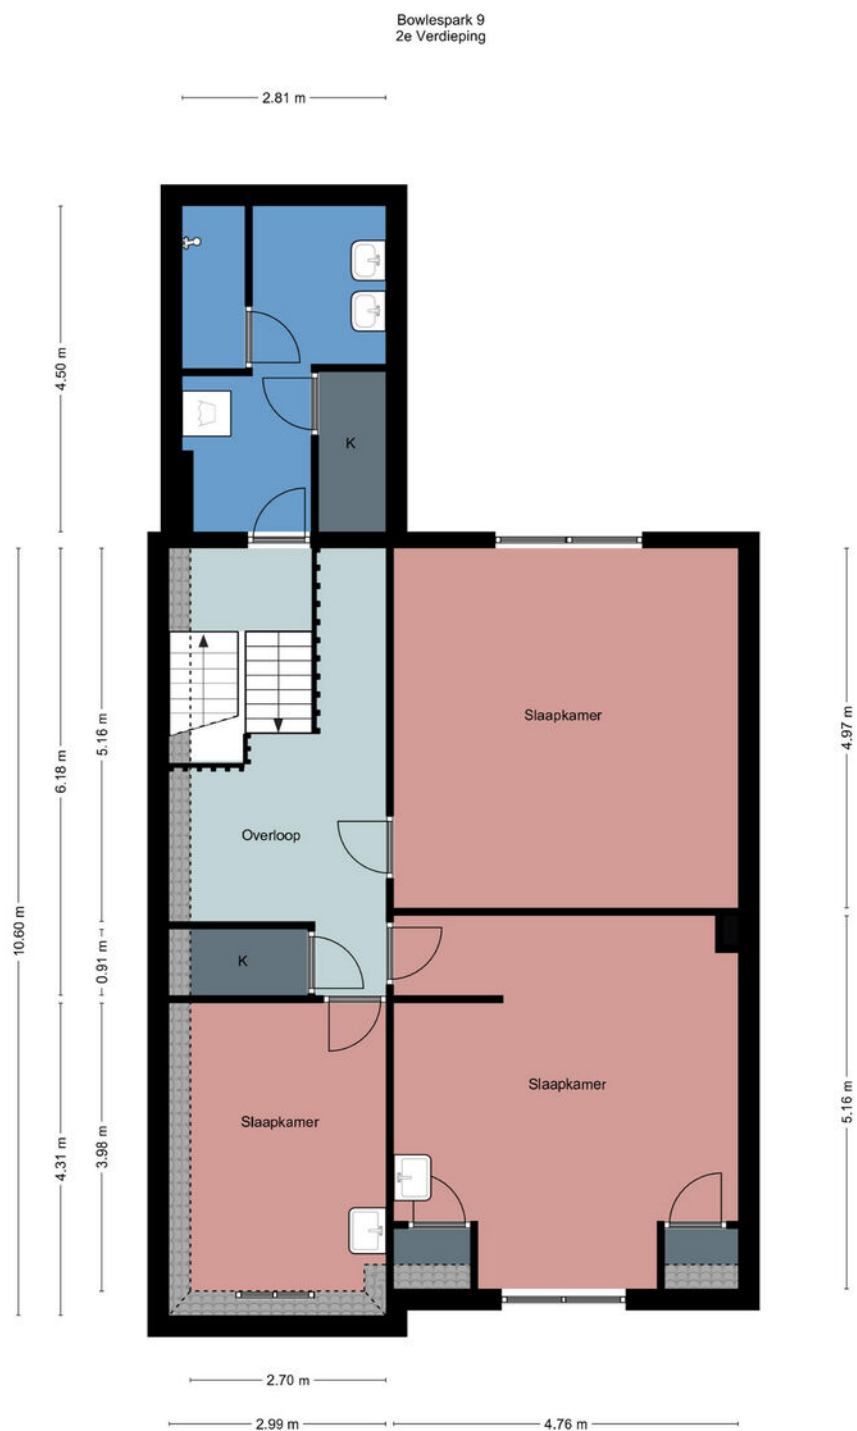 Bowlespark 9
2e Verdieping
2.81 m
4.50 m
K
Slaapkamer
5.16 m
4.97 m
6.18 m
Overloop
10.60 m
0.91 m
K
Slaapkamer
5.16 m
Slaapkamer
3.98 m
4.31 m
2.70 m
2.99 m
4.76 m